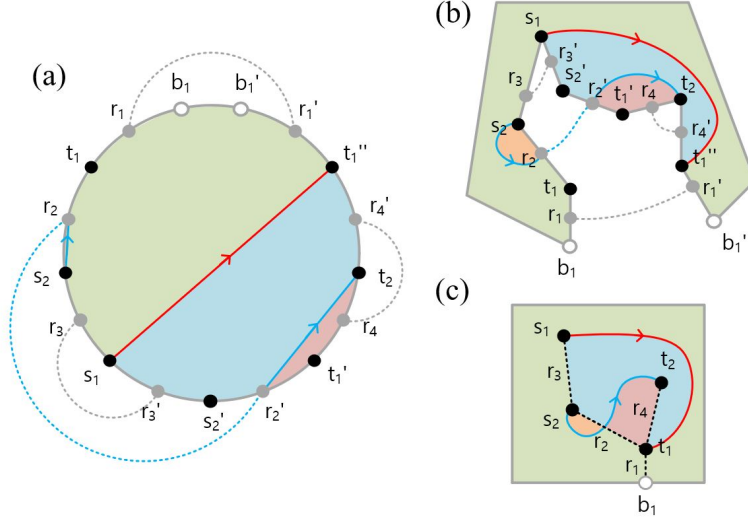 (a)
b₁ b₁'
r₁ r₁'
t₁ t₁''
r₂ r₄'
s₂ t₂
r₃ r₄
s₁ t₁'
r₃' s₂' r₂'
(b)
s₁
r₃'
r₃ s₂' r₂' t₁' r₄ t₂
s₂ r₄'
r₂ t₁''
t₁ r₁'
r₁
b₁ b₁'
(c)
s₁
r₃ t₂
r₄
s₂ r₂ t₁
r₁
b₁